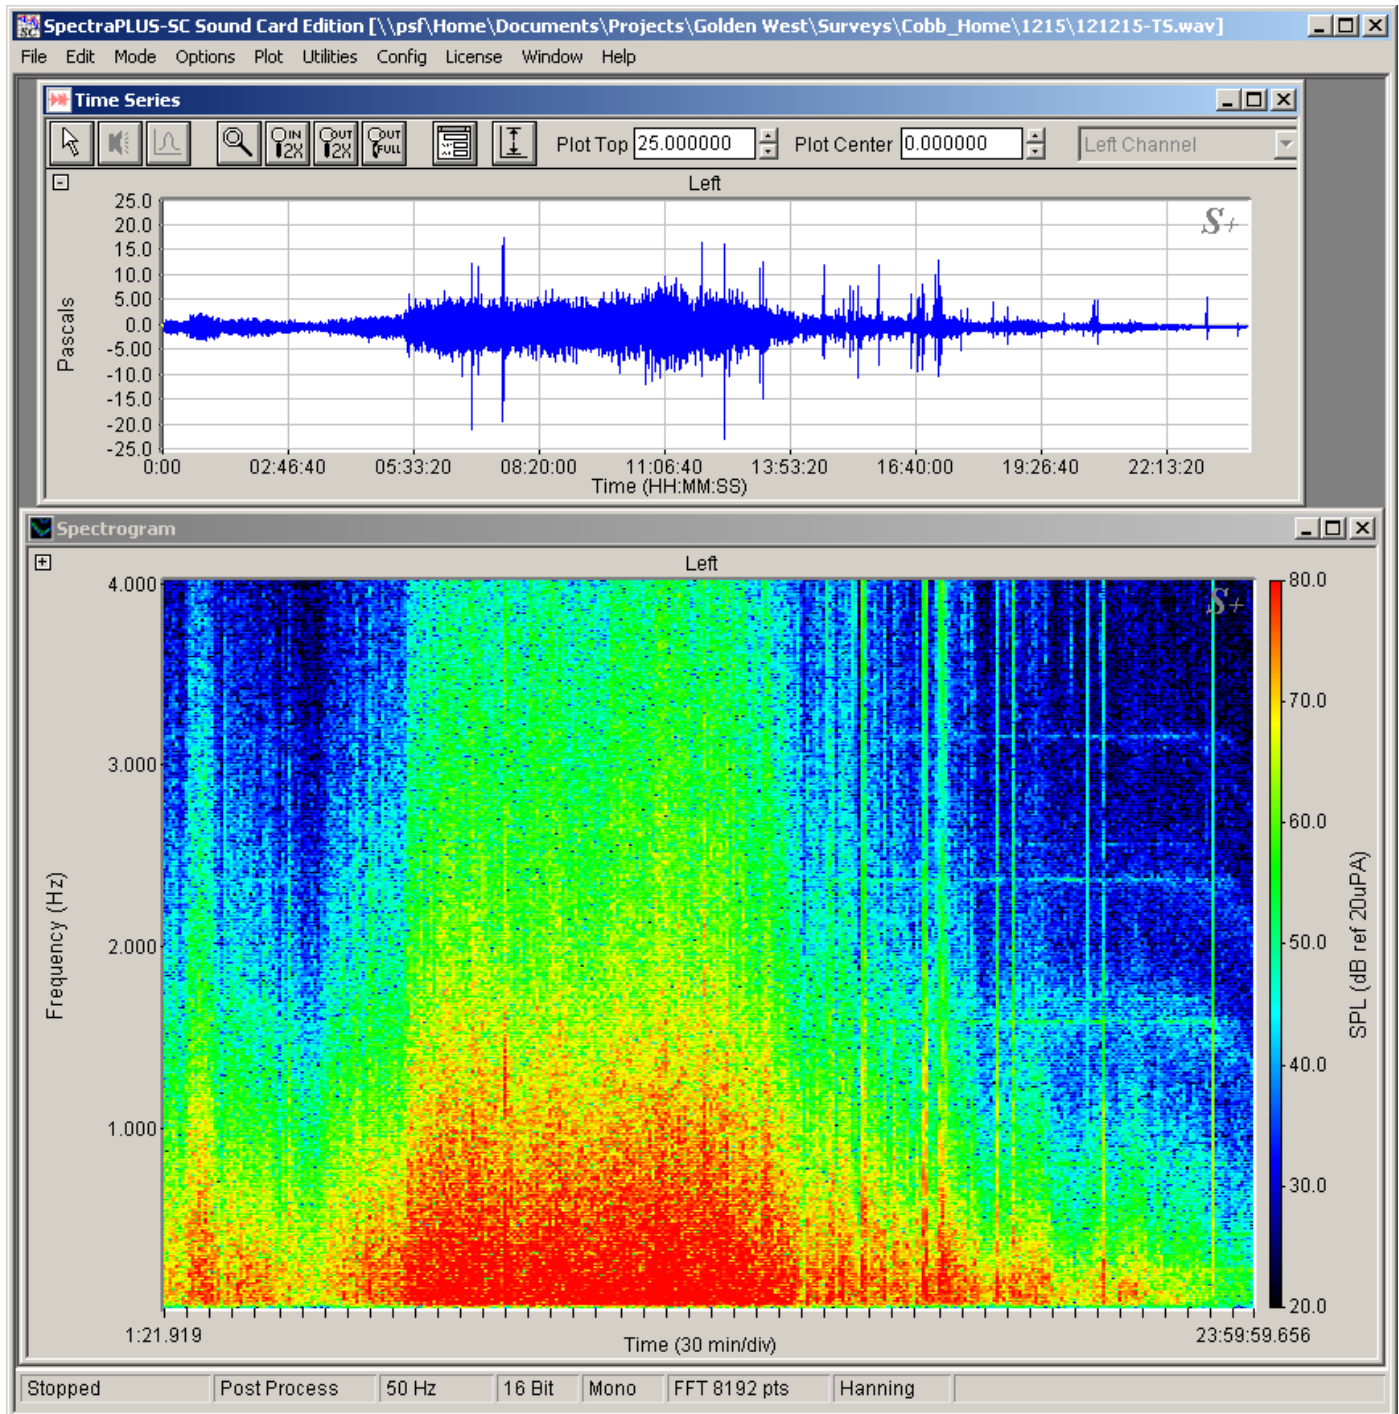 SpectraPLUS-SC Sound Card Edition [\\psf\Home\Documents\Projects\Golden West\Surveys\Cobb_Home\1215\121215-TS.wav]
File Edit Mode Options Plot Utilities Config License Window Help
Time Series
IN 2X OUT 2X OUT FULL Plot Top 25.000000 Plot Center 0.000000 Left Channel
Left
S+
25.0
20.0
15.0
10.0
5.00
0.0
-5.00
-10.0
-15.0
-20.0
-25.0
Pascals
0:00 02:46:40 05:33:20 08:20:00 11:06:40 13:53:20 16:40:00 19:26:40 22:13:20
Time (HH:MM:SS)
Spectrogram
Left
S+
4.000
3.000
2.000
1.000
Frequency (Hz)
80.0
70.0
60.0
50.0
40.0
30.0
20.0
SPL (dB ref 20uPA)
1:21.919 Time (30 min/div) 23:59:59.656
Stopped Post Process 50 Hz 16 Bit Mono FFT 8192 pts Hanning